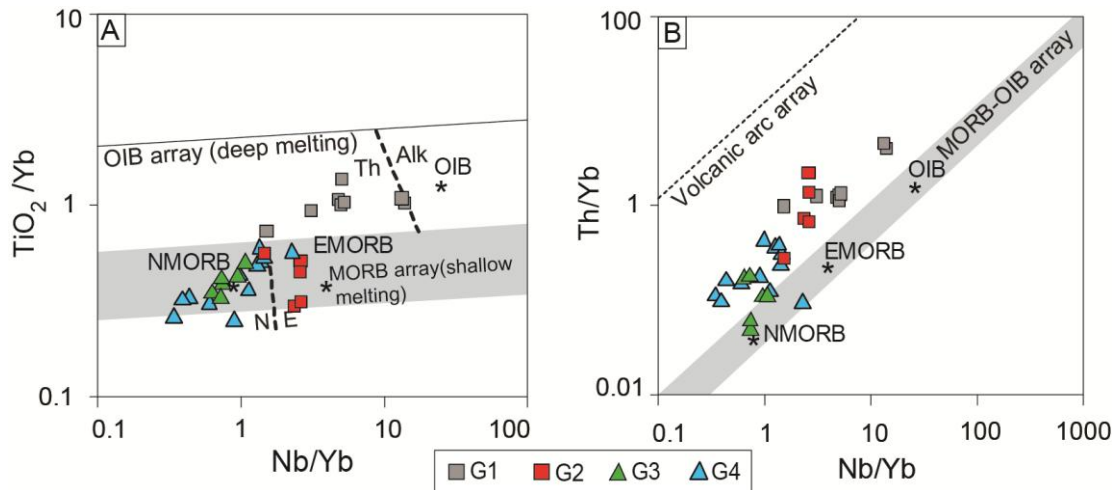 10
A
OIB array (deep melting)
Th
Alk
OIB
*
1
TiO2 /Yb
NMORB
*
EMORB
*
MORB array(shallow
melting)
N
E
0.1
0.1
1
10
100
Nb/Yb
100
B
Volcanic arc array
MORB-OIB array
OIB
*
1
Th/Yb
EMORB
*
NMORB
*
0.01
0.1
1
10
100
1000
Nb/Yb
G1 G2 G3 G4